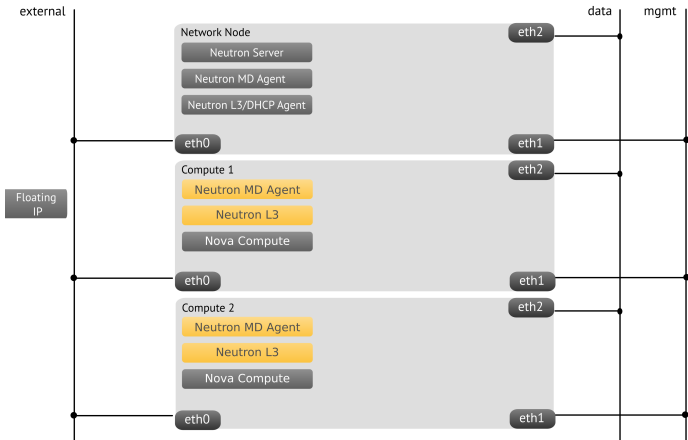 external
data
mgmt
Network Node
eth2
Neutron Server
Neutron MD Agent
Neutron L3/DHCP Agent
eth0
eth1
Compute 1
eth2
Neutron MD Agent
Floating
IP
Neutron L3
Nova Compute
eth0
eth1
Compute 2
eth2
Neutron MD Agent
Neutron L3
Nova Compute
eth0
eth1